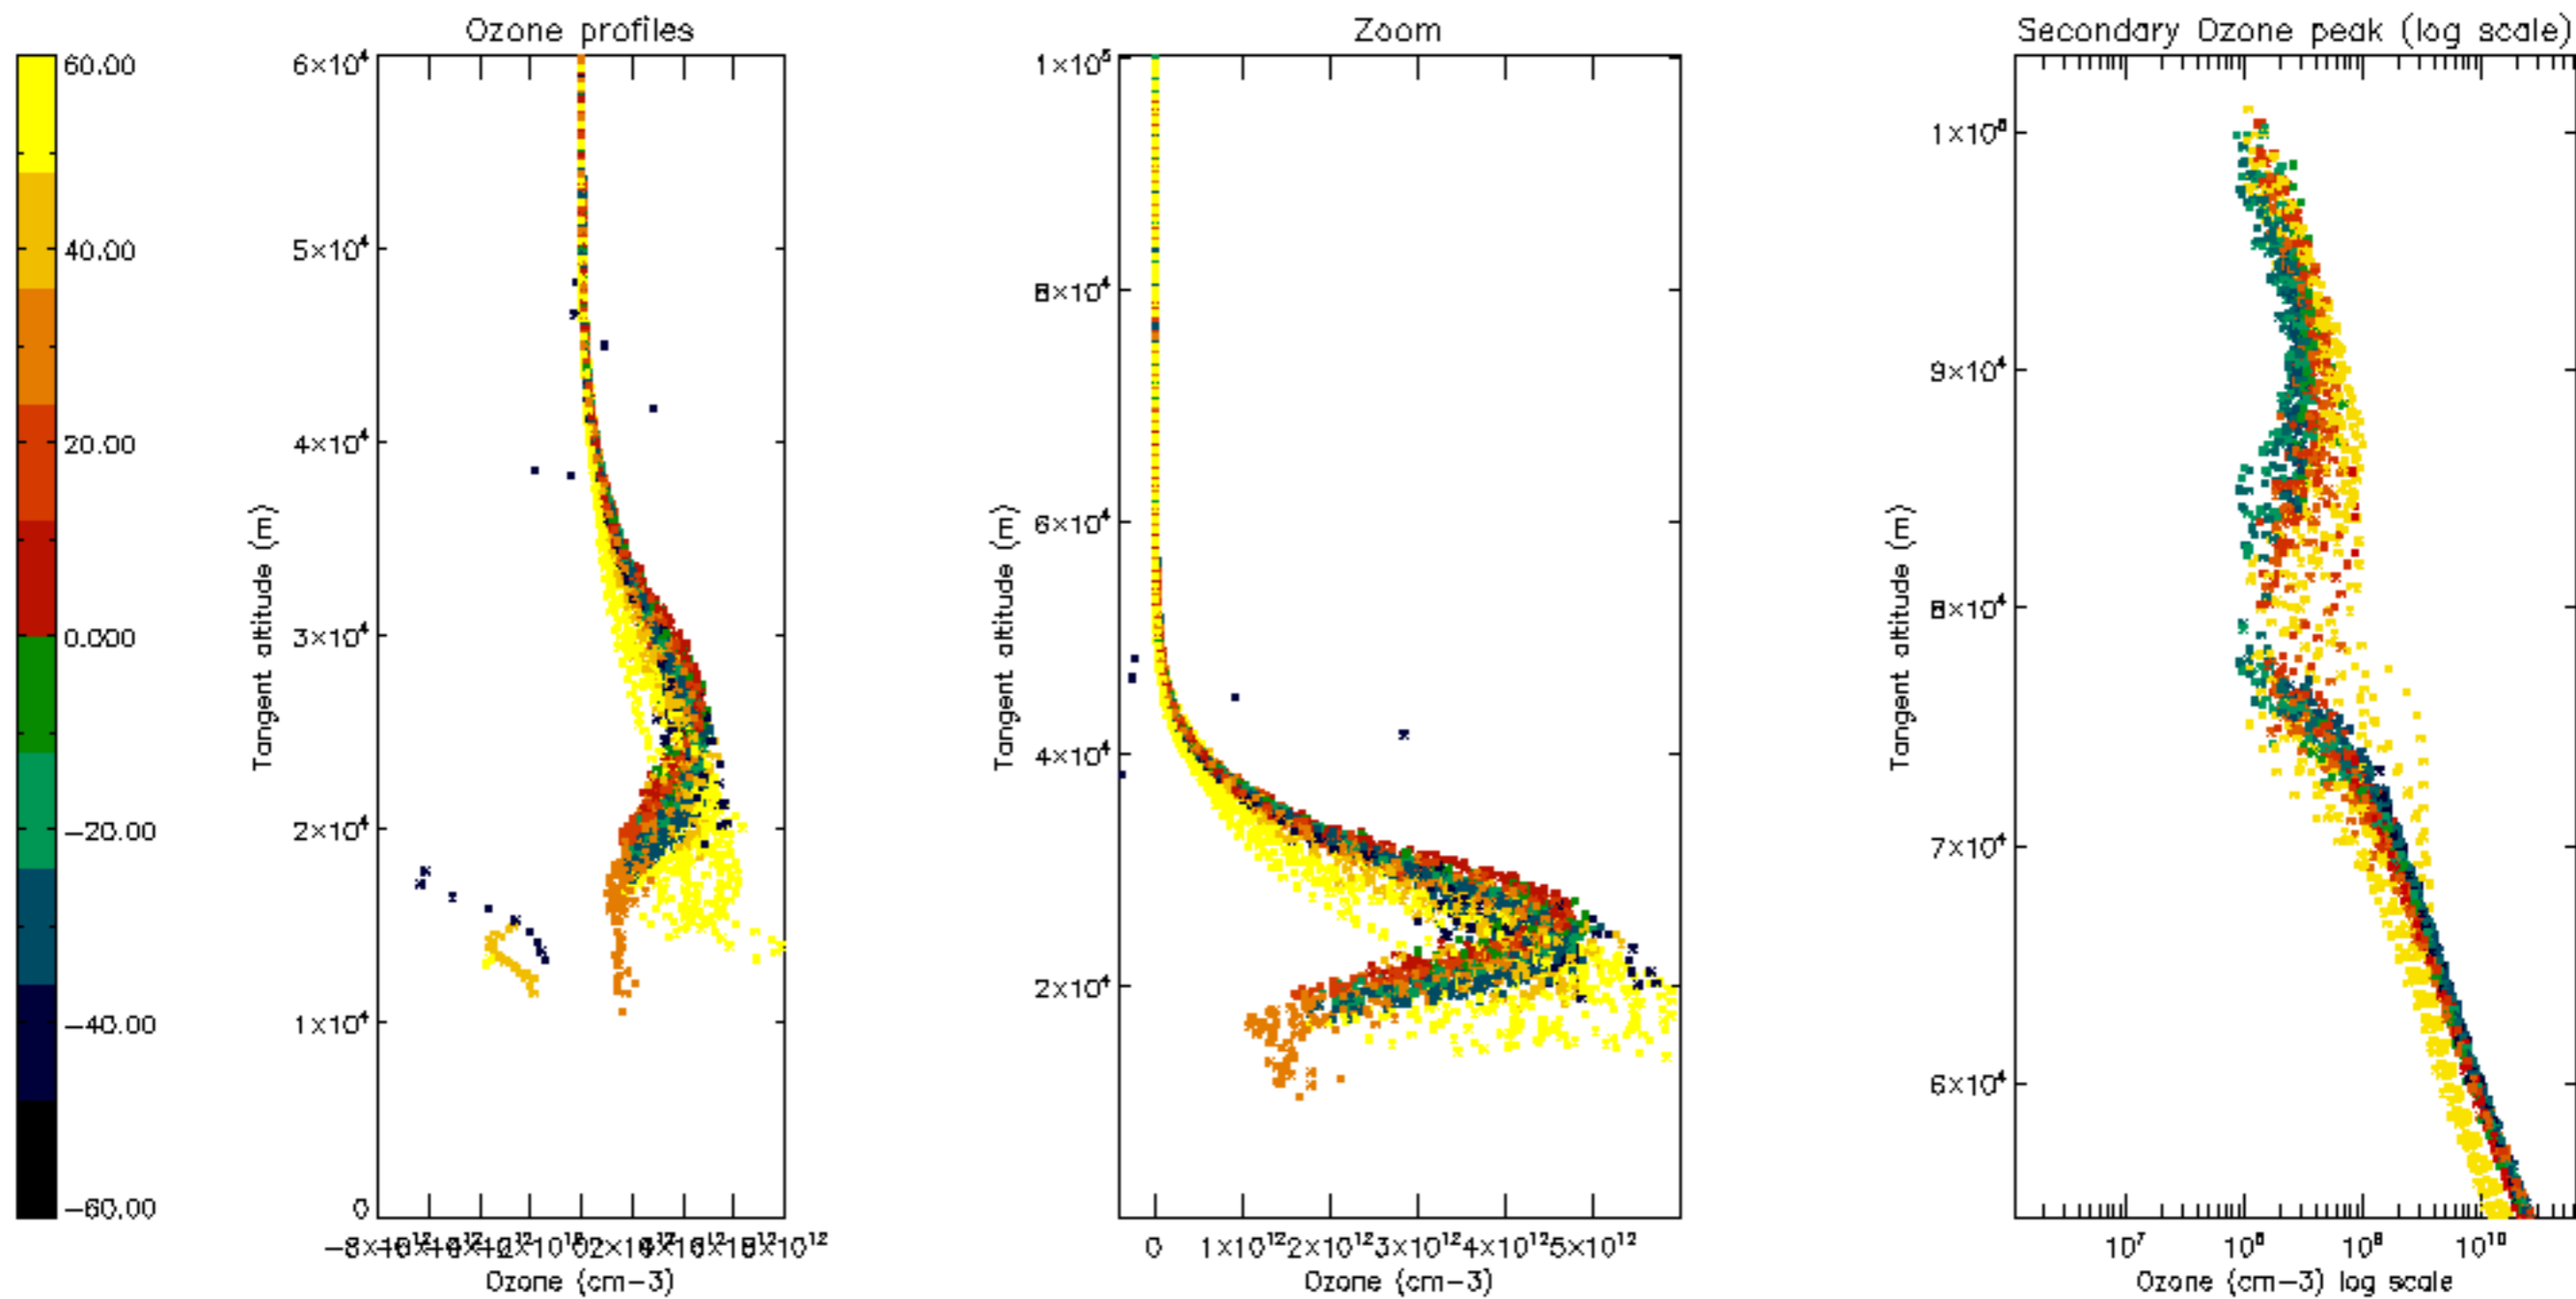 Ozone profiles
Zoom
Secondary Ozone peak (log scale)
60.00
40.00
20.00
0.000
−20.00
−40.00
−60.00
6×10⁴
5×10⁴
4×10⁴
3×10⁴
2×10⁴
1×10⁴
0
Tangent altitude (m)
Ozone (cm−3)
1×10⁵
8×10⁴
6×10⁴
4×10⁴
2×10⁴
Tangent altitude (m)
0 1×10¹² 2×10¹² 3×10¹² 4×10¹² 5×10¹²
Ozone (cm−3)
1×10⁵
9×10⁴
8×10⁴
7×10⁴
6×10⁴
Tangent altitude (m)
10⁷ 10⁸ 10⁹ 10¹⁰
Ozone (cm−3) log scale